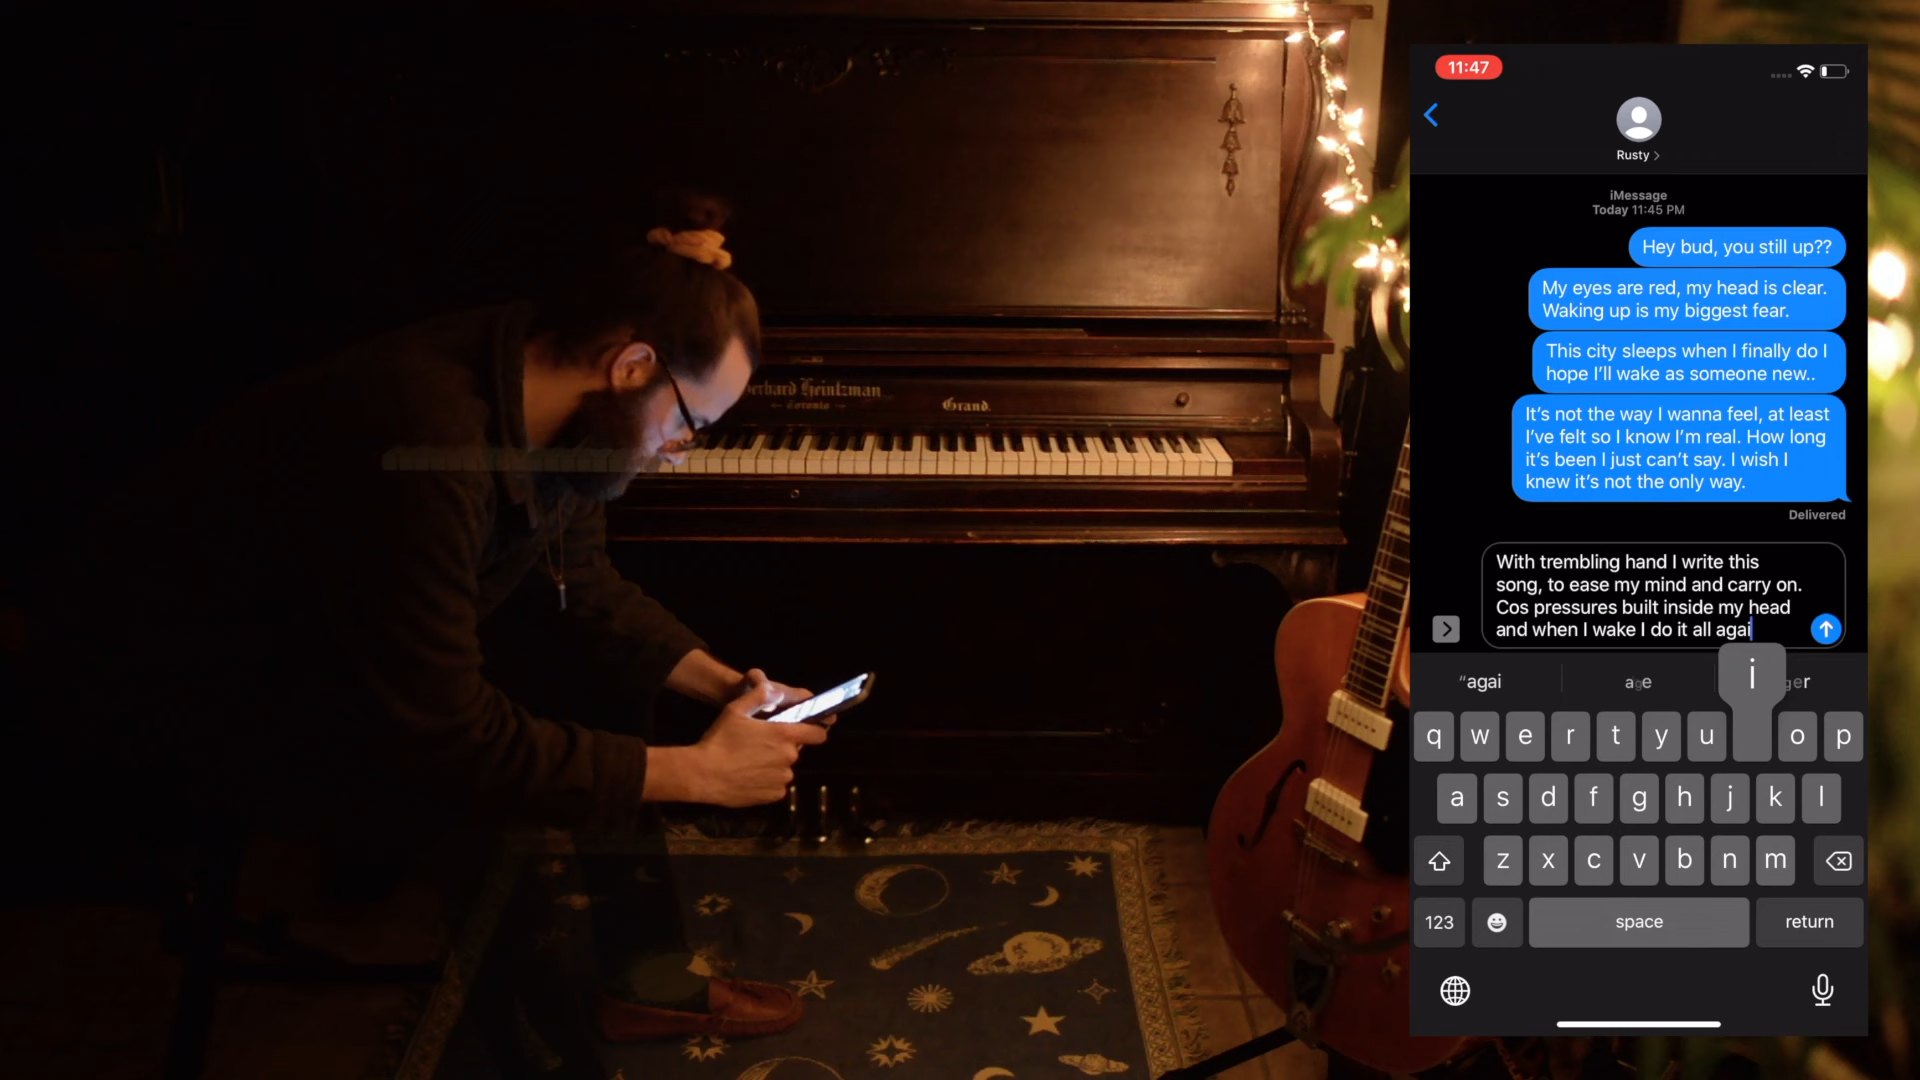 erhard Heintzman
Toronto
Grand.
11:47
Rusty
iMessage
Today 11:45 PM
Hey bud, you still up??
My eyes are red, my head is clear.
Waking up is my biggest fear.
This city sleeps when I finally do I
hope I’ll wake as someone new..
It’s not the way I wanna feel, at least
I’ve felt so I know I’m real. How long
it’s been I just can’t say. I wish I
knew it’s not the only way.
Delivered
With trembling hand I write this
song, to ease my mind and carry on.
Cos pressures built inside my head
and when I wake I do it all agai
“agai
i
q w e r t y u o p
a s d f g h j k l
z x c v b n m
123 space return